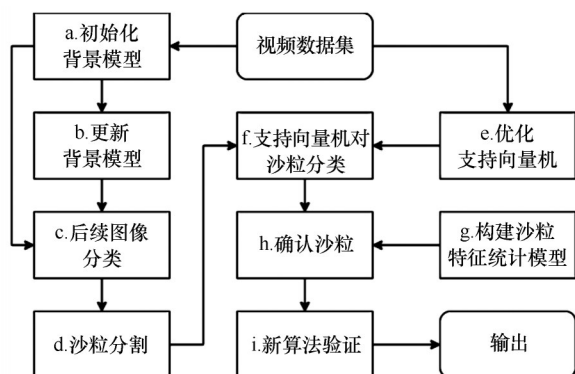 a.初始化
背景模型
视频数据集
b.更新
背景模型
f.支持向量机对
沙粒分类
e.优化
支持向量机
c.后续图像
分类
h.确认沙粒
g.构建沙粒
特征统计模型
d.沙粒分割
i.新算法验证
输出